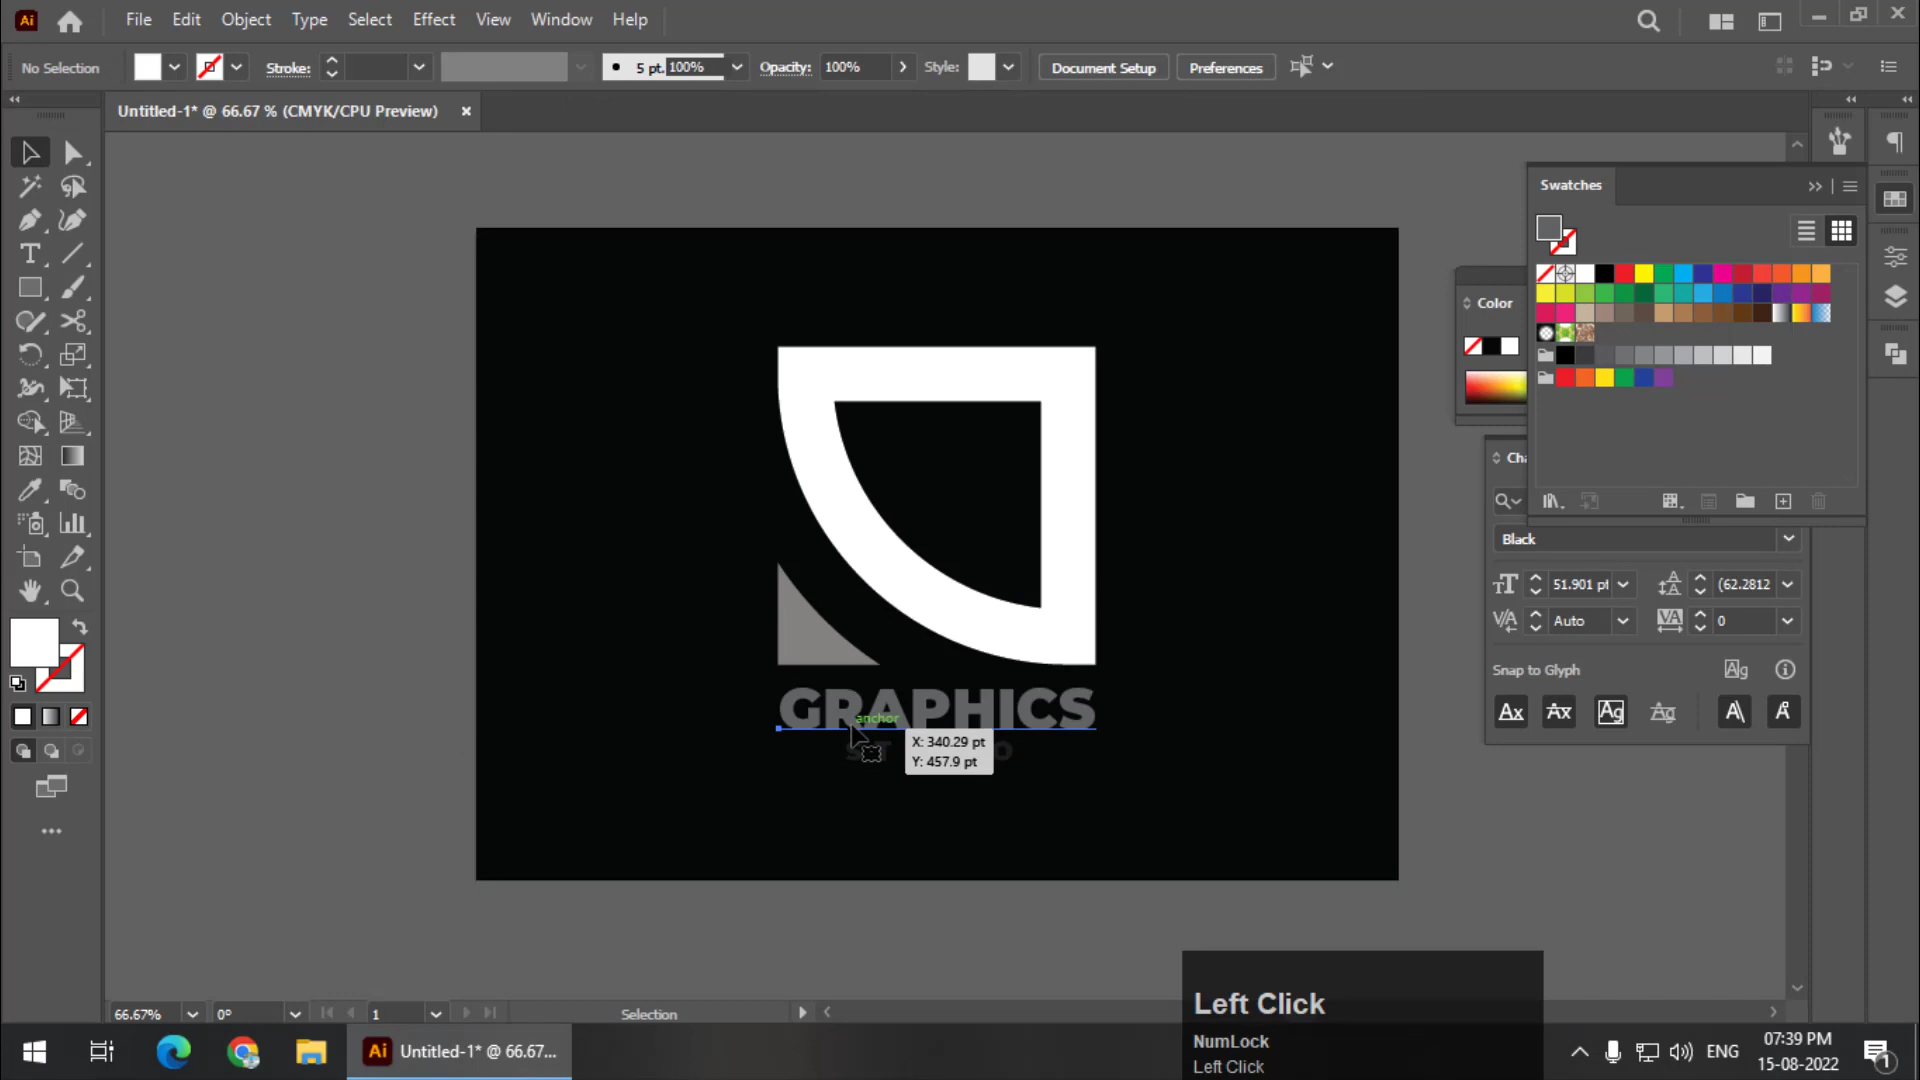 Ai File Edit Object Type Select Effect View Window Help
No Selection Stroke: 5 pt. 100% Opacity: 100% Style: Document Setup Preferences
Untitled-1* @ 66.67 % (CMYK/CPU Preview)
Swatches
Color
Black
51.901 pt (62.2812
Auto 0
Snap to Glyph
GRAPHICS
anchor
X: 340.29 pt
Y: 457.9 pt
66.67% 0° 1 Selection
Left Click
NumLock
Left Click
Ai Untitled-1* @ 66.67...
ENG
07:39 PM
15-08-2022
1